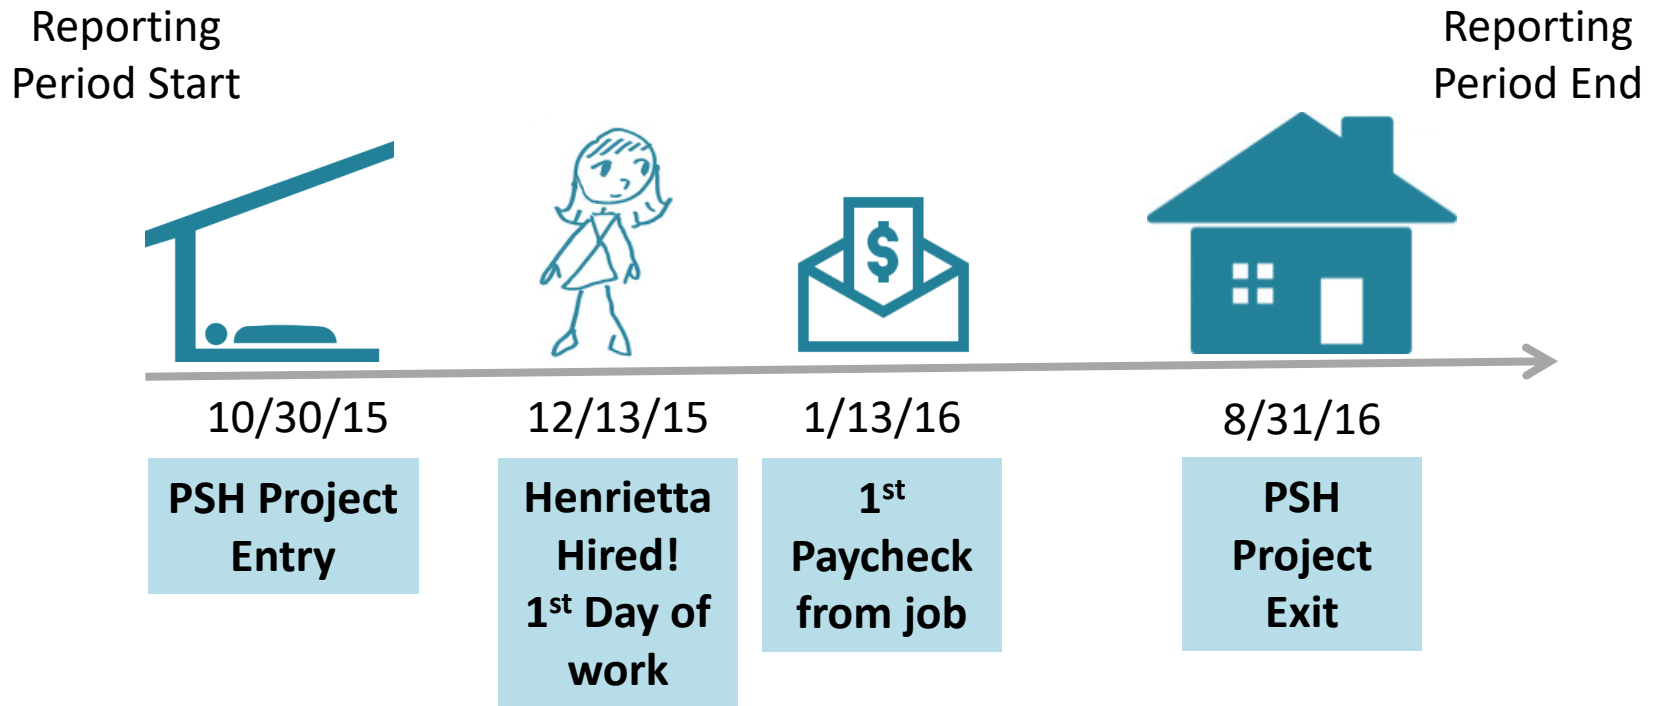 Reporting
Period Start
Reporting
Period End
$
10/30/15
12/13/15
1/13/16
8/31/16
PSH Project
Entry
Henrietta
Hired!
1st Day of
work
1st
Paycheck
from job
PSH
Project
Exit